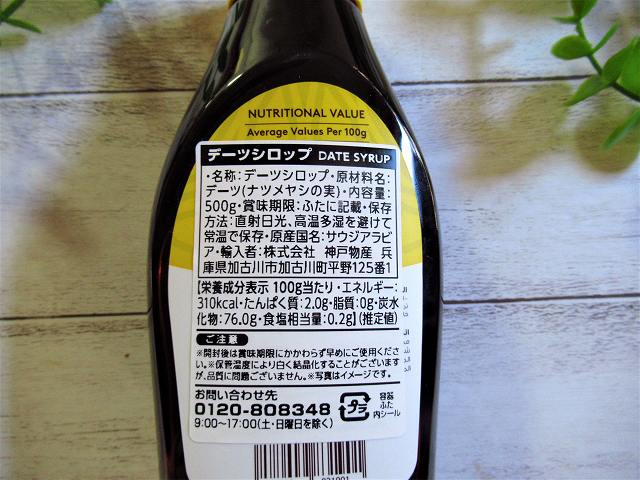 NUTRITIONAL VALUE
Average Values Per 100g
デーツシロップ DATE SYRUP
・名称：デーツシロップ・原材料名：
デーツ(ナツメヤシの実)・内容量：
500g・賞味期限：ふたに記載・保存
方法：直射日光、高温多湿を避けて
常温で保存・原産国名：サウジアラビ
ア・輸入者：株式会社 神戸物産 兵
庫県加古川市加古川町平野125番1
【栄養成分表示 100g当たり・エネルギー：
310kcal・たんぱく質：2.0g・脂質：0g・炭水
化物：76.0g・食塩相当量：0.2g】(推定値)
ご注意
※開封後は賞味期限にかかわらず早めにご使用くださ
い。※保管温度により白く結晶化することがございます
が、品質に問題ございません。※写真はイメージです。
お問い合わせ先
0120-808348
9:00～17:00(土・日曜日を除く)
プラ
容器
ふた
内シール